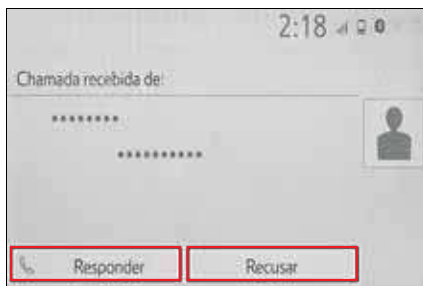 2:18
Chamada recebida de:
********
**********
Responder
Recusar